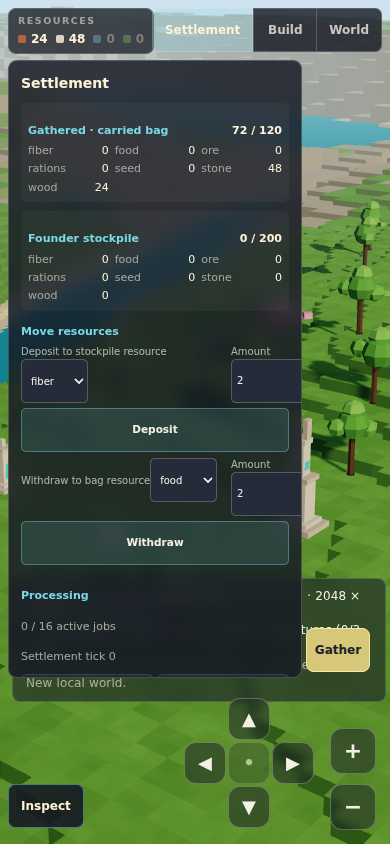 RESOURCES
24 48 0 0
Settlement Build World
Settlement
Gathered · carried bag 72 / 120
fiber 0 food 0 ore 0
rations 0 seed 0 stone 48
wood 24
Founder stockpile 0 / 200
fiber 0 food 0 ore 0
rations 0 seed 0 stone 0
wood 0
Move resources
Deposit to stockpile resource Amount
fiber 2
Deposit
Withdraw to bag resource food Amount
2
Withdraw
Processing
· 2048 ×
0 / 16 active jobs
Gather
Settlement tick 0
New local world.
▲
◀ • ▶ +
▼ −
Inspect